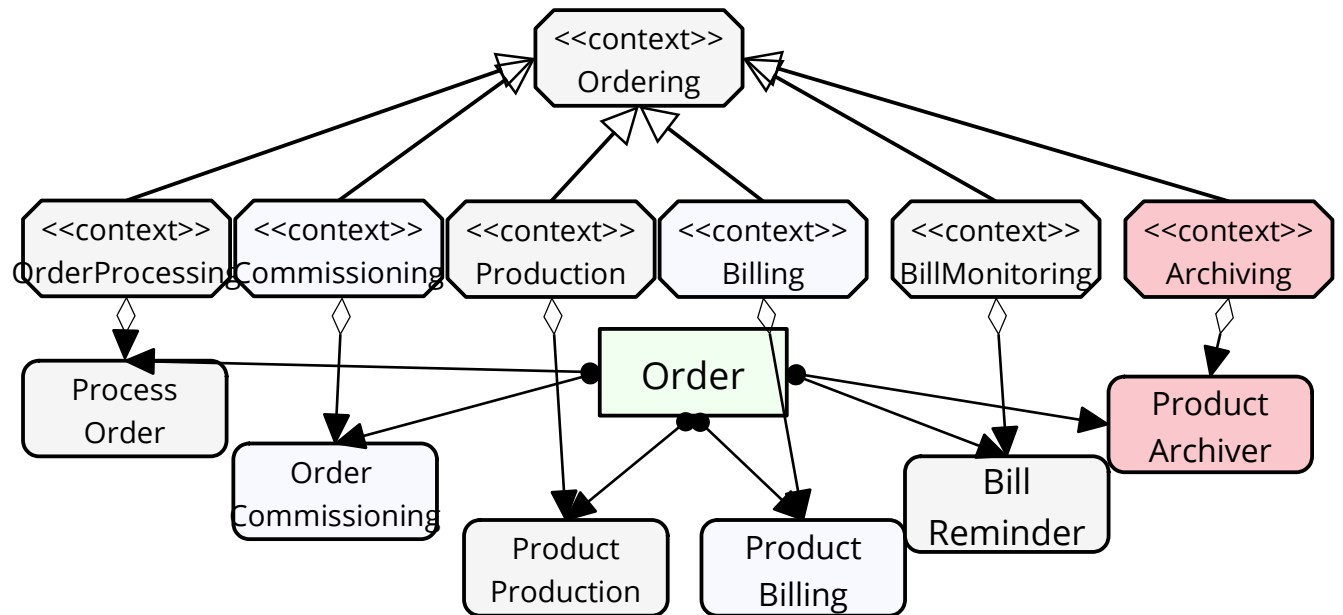 <<context>>
Ordering
<<context>>
OrderProcessing
<<context>>
Commissioning
<<context>>
Production
<<context>>
Billing
<<context>>
BillMonitoring
<<context>>
Archiving
Order
Process
Order
Order
Commissioning
Product
Production
Product
Billing
Bill
Reminder
Product
Archiver